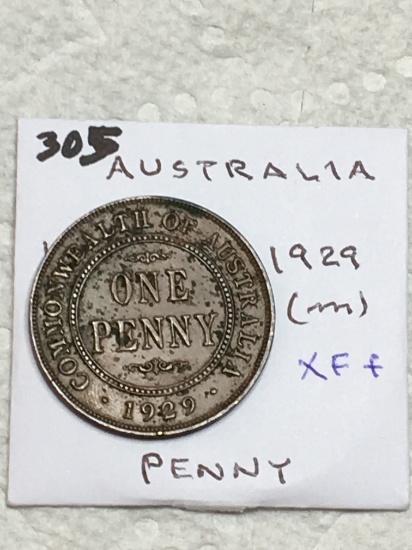 305
AUSTRALIA
COMMONWEALTH OF AUSTRALIA
ONE
PENNY
· 1929 ·
1929
(m)
XF+
PENNY